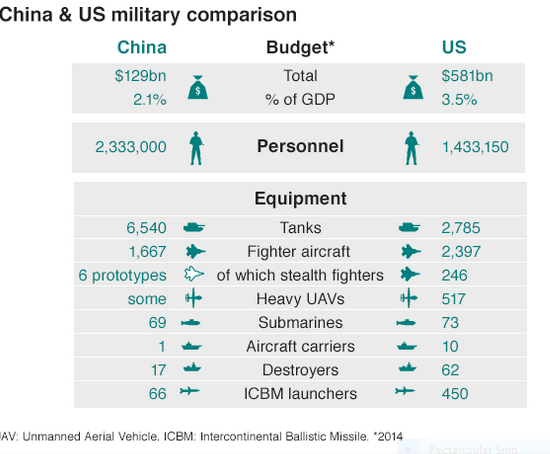 China & US military comparison
China Budget* US
$129bn Total $581bn
2.1% % of GDP 3.5%
2,333,000 Personnel 1,433,150
Equipment
6,540 Tanks 2,785
1,667 Fighter aircraft 2,397
6 prototypes of which stealth fighters 246
some Heavy UAVs 517
69 Submarines 73
1 Aircraft carriers 10
17 Destroyers 62
66 ICBM launchers 450
UAV: Unmanned Aerial Vehicle. ICBM: Intercontinental Ballistic Missile. *2014
Rectangular Snip